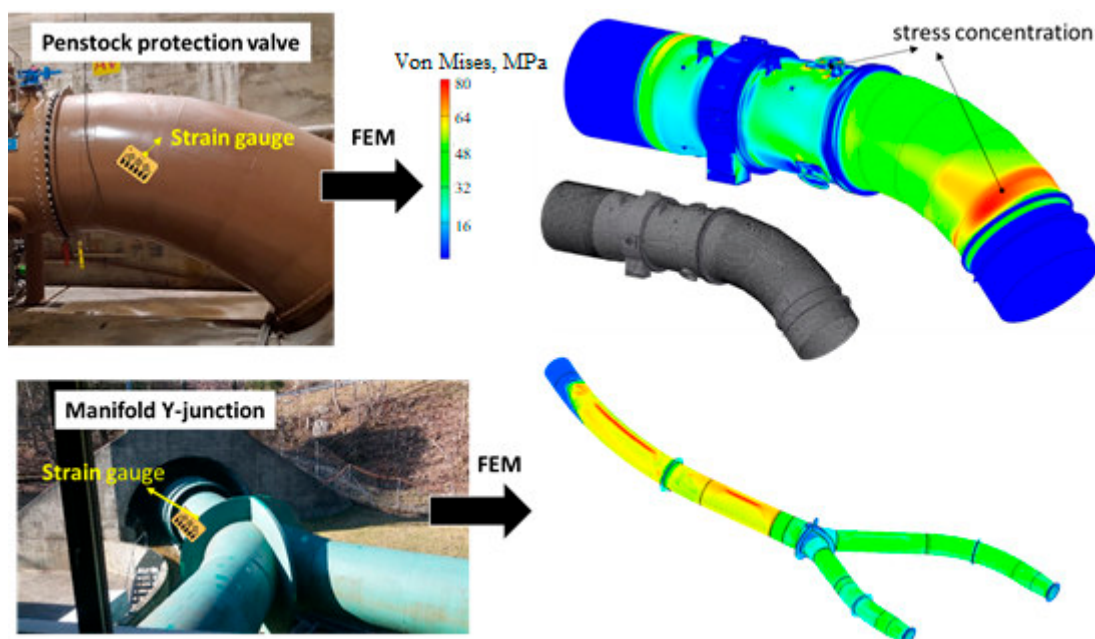 Penstock protection valve
Strain gauge
FEM
Von Mises, MPa
80
64
48
32
16
stress concentration
Manifold Y-junction
Strain gauge
FEM